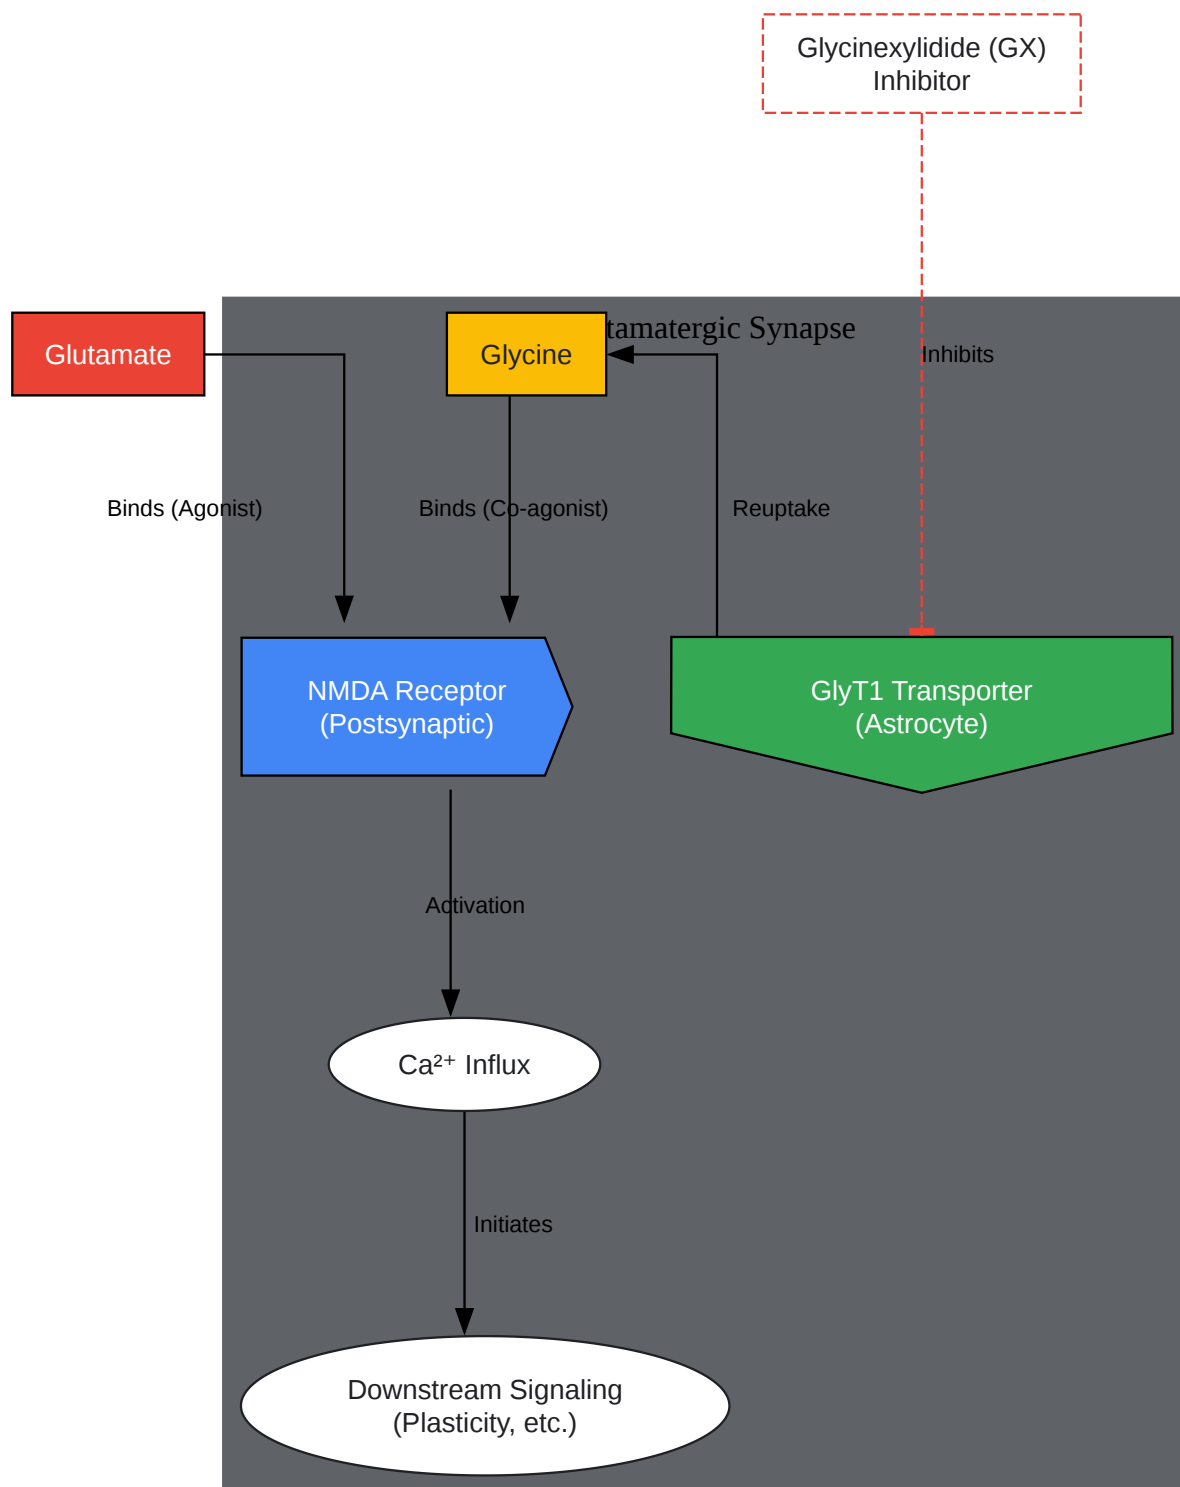 Glycinexylidide (GX)
Inhibitor
tamatergic Synapse
Glutamate
Glycine
Inhibits
Binds (Agonist)
Binds (Co-agonist)
Reuptake
NMDA Receptor
(Postsynaptic)
GlyT1 Transporter
(Astrocyte)
Activation
Ca²⁺ Influx
Initiates
Downstream Signaling
(Plasticity, etc.)